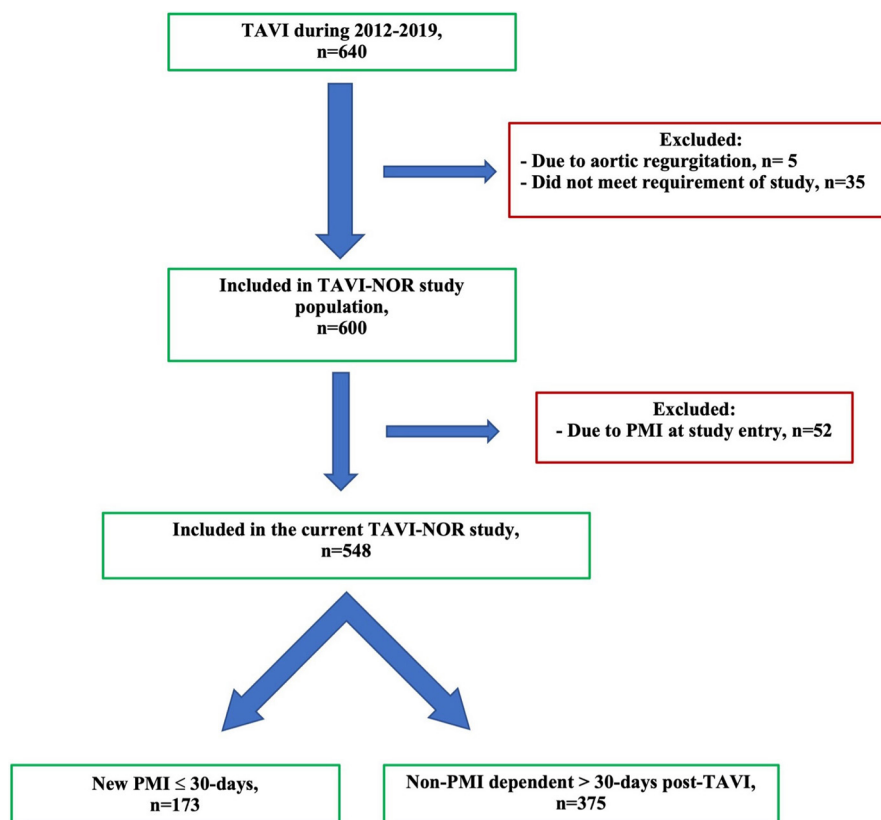 TAVI during 2012-2019,
n=640
Excluded:
- Due to aortic regurgitation, n= 5
- Did not meet requirement of study, n=35
Included in TAVI-NOR study
population,
n=600
Excluded:
- Due to PMI at study entry, n=52
Included in the current TAVI-NOR study,
n=548
New PMI ≤ 30-days,
n=173
Non-PMI dependent > 30-days post-TAVI,
n=375